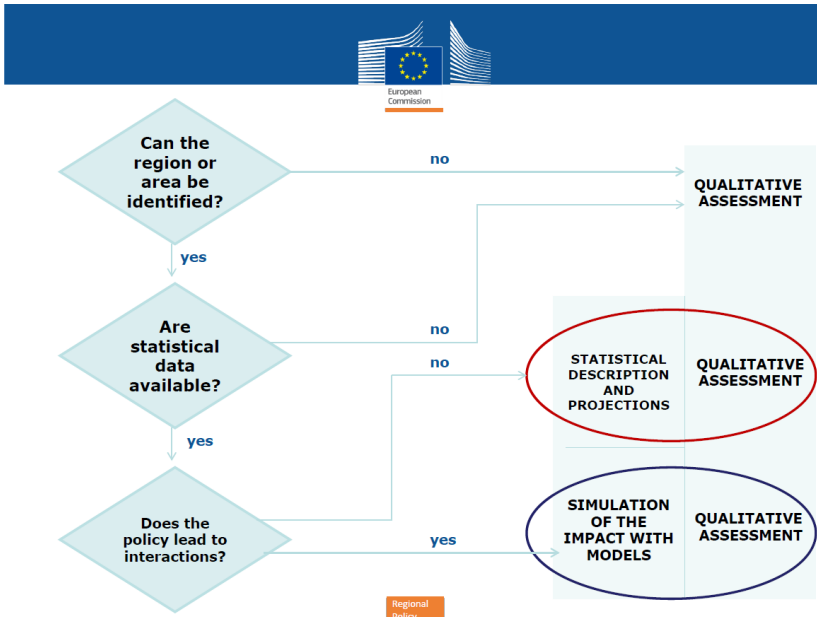 European
Commission
Can the
region or
area be
identified?
no
QUALITATIVE
ASSESSMENT
yes
Are
statistical
data
available?
no
no
STATISTICAL
DESCRIPTION
AND
PROJECTIONS
QUALITATIVE
ASSESSMENT
yes
Does the
policy lead to
interactions?
yes
SIMULATION
OF THE
IMPACT WITH
MODELS
QUALITATIVE
ASSESSMENT
Regional
Policy